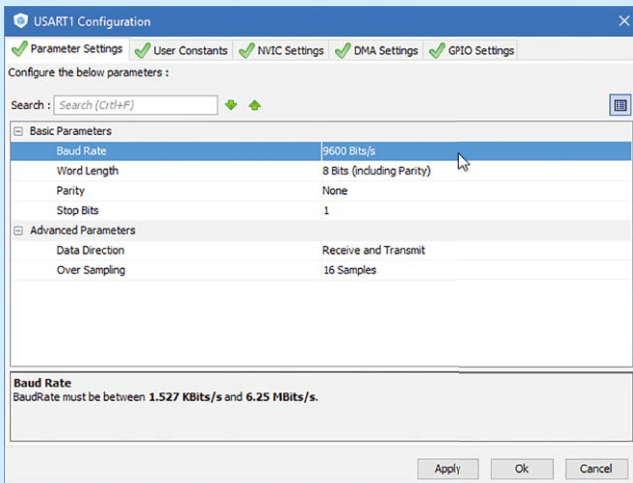 USART1 Configuration
Parameter Settings User Constants NVIC Settings DMA Settings GPIO Settings
Configure the below parameters :
Search : Search (Crtl+F)
Basic Parameters
Baud Rate 9600 Bits/s
Word Length 8 Bits (including Parity)
Parity None
Stop Bits 1
Advanced Parameters
Data Direction Receive and Transmit
Over Sampling 16 Samples
Baud Rate
BaudRate must be between 1.527 KBits/s and 6.25 MBits/s.
Apply Ok Cancel